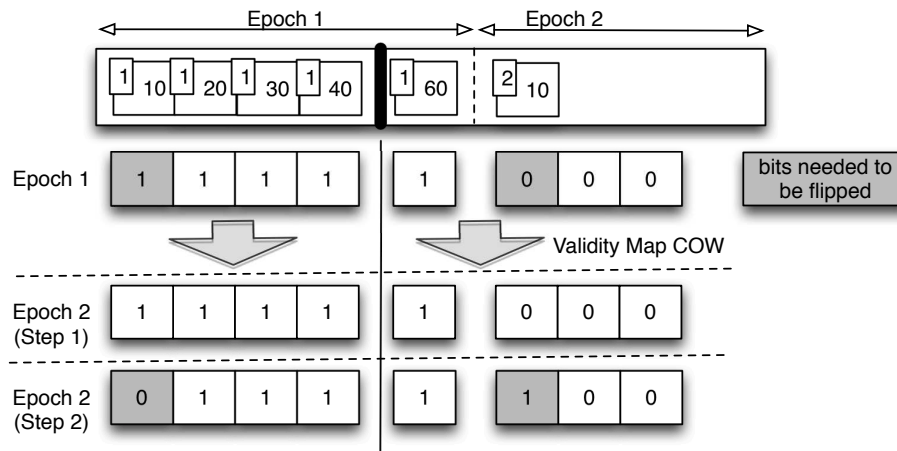 Epoch 1 Epoch 2
1 10 1 20 1 30 1 40 1 60 2 10
Epoch 1 1 1 1 1 1 0 0 0
bits needed to
be flipped
Validity Map COW
Epoch 2
(Step 1)
1 1 1 1 1 0 0 0
Epoch 2
(Step 2)
0 1 1 1 1 1 0 0